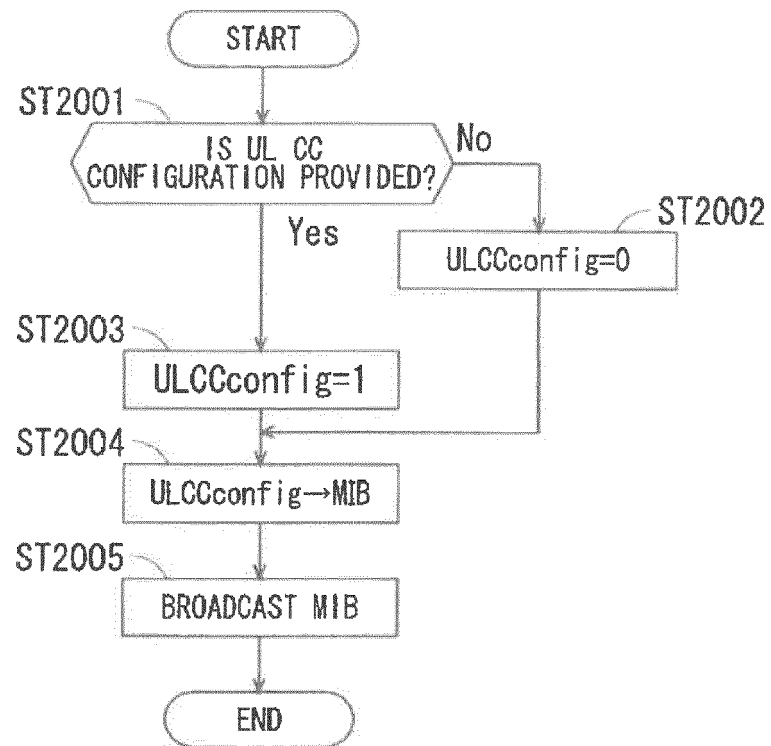 START
ST2001
IS UL CC
CONFIGURATION PROVIDED?
No
Yes
ST2002
ULCCconfig=0
ST2003
ULCCconfig=1
ST2004
ULCCconfig→MIB
ST2005
BROADCAST MIB
END